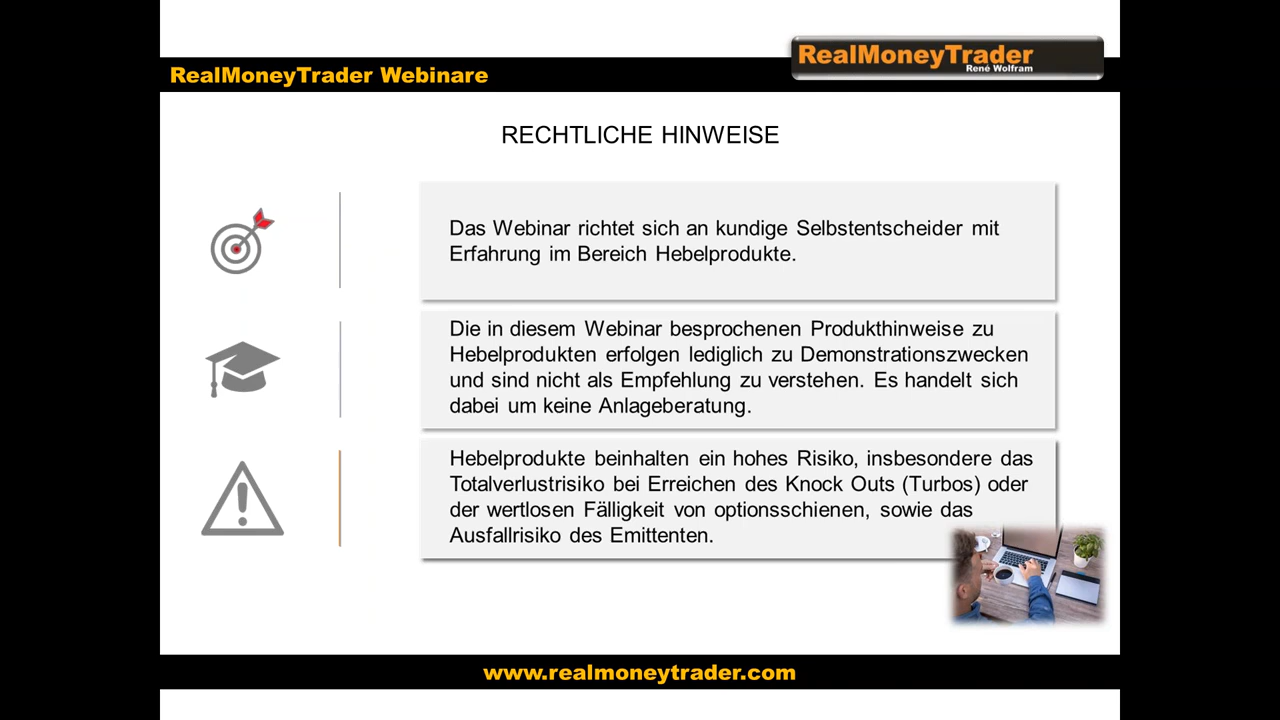 RealMoneyTrader
René Wolfram
RealMoneyTrader Webinare
RECHTLICHE HINWEISE
Das Webinar richtet sich an kundige Selbstentscheider mit
Erfahrung im Bereich Hebelprodukte.
Die in diesem Webinar besprochenen Produkthinweise zu
Hebelprodukten erfolgen lediglich zu Demonstrationszwecken
und sind nicht als Empfehlung zu verstehen. Es handelt sich
dabei um keine Anlageberatung.
Hebelprodukte beinhalten ein hohes Risiko, insbesondere das
Totalverlustrisiko bei Erreichen des Knock Outs (Turbos) oder
der wertlosen Fälligkeit von optionsschienen, sowie das
Ausfallrisiko des Emittenten.
www.realmoneytrader.com